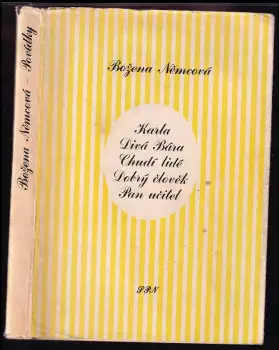 Božena Němcová - Povídky
Božena Němcová
Karla
Divá Bára
Chudí lidé
Dobrý člověk
Pan učitel
SPN